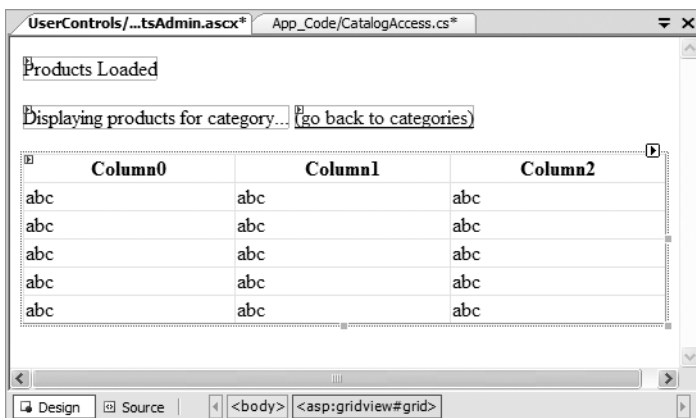 UserControls/...tsAdmin.ascx* App_Code/CatalogAccess.cs*
Products Loaded
Displaying products for category... (go back to categories)
Column0 Column1 Column2
abc abc abc
abc abc abc
abc abc abc
abc abc abc
abc abc abc
Design Source <body> <asp:gridview#grid>